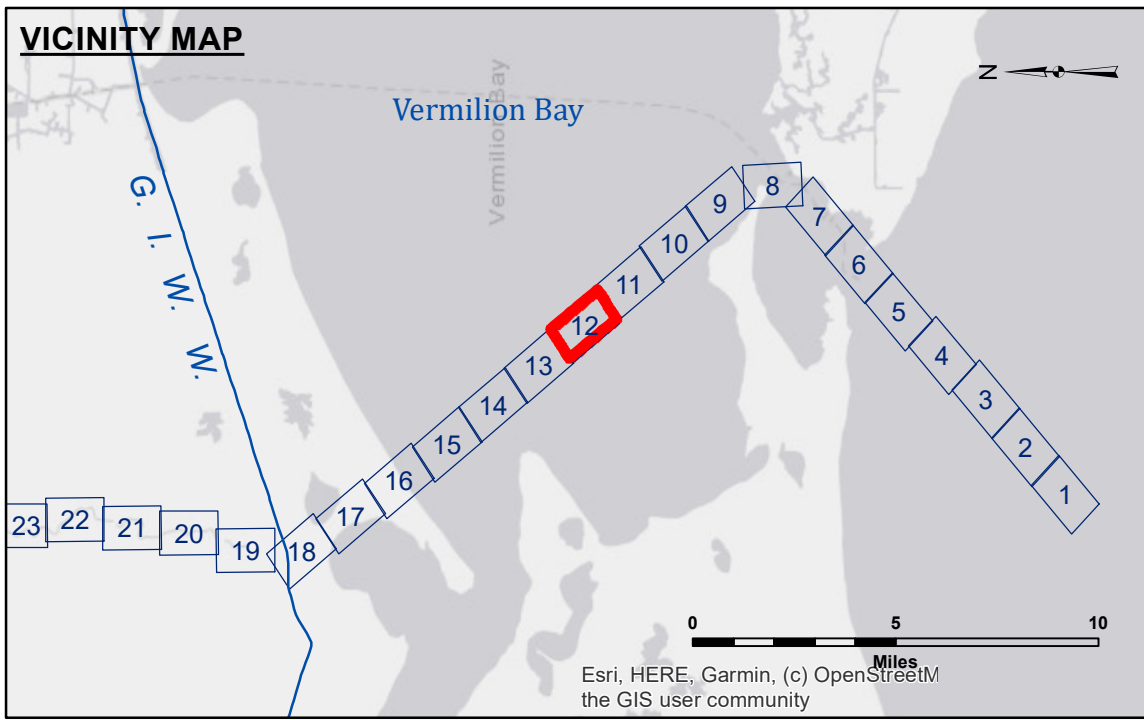 VICINITY MAP
N
Vermilion Bay
Vermilion Bay
G. I. W. W.
8
9
7
10
6
11
5
12
4
13
3
14
2
15
1
16
17
18
19
20
21
22
23
0 5 10
Miles
Esri, HERE, Garmin, (c) OpenStreetM
the GIS user community